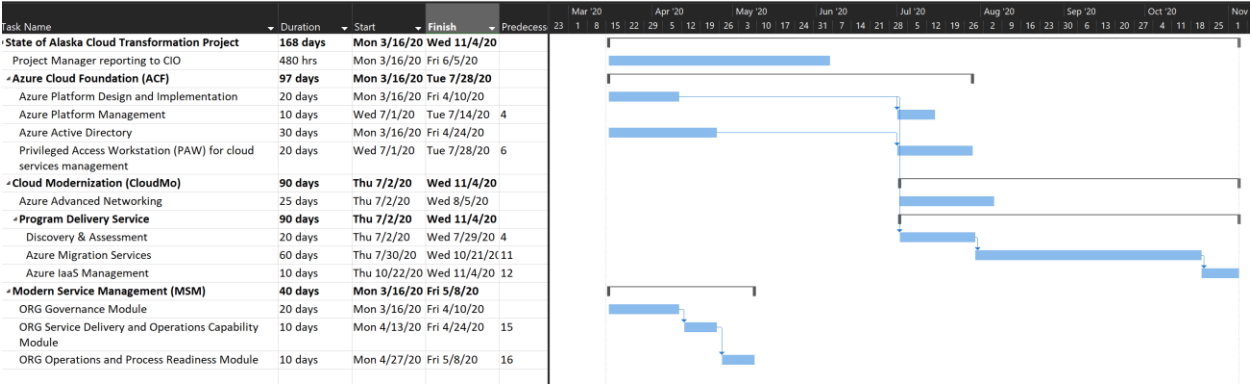 Mar '20 Apr '20 May '20 Jun '20 Jul '20 Aug '20 Sep '20 Oct '20 Nov
Task Name Duration Start Finish Predecess 23 1 8 15 22 29 5 12 19 26 3 10 17 24 31 7 14 21 28 5 12 19 26 2 9 16 23 30 6 13 20 27 4 11 18 25 1
State of Alaska Cloud Transformation Project 168 days Mon 3/16/20 Wed 11/4/20
Project Manager reporting to CIO 480 hrs Mon 3/16/20 Fri 6/5/20
Azure Cloud Foundation (ACF) 97 days Mon 3/16/20 Tue 7/28/20
Azure Platform Design and Implementation 20 days Mon 3/16/20 Fri 4/10/20
Azure Platform Management 10 days Wed 7/1/20 Tue 7/14/20 4
Azure Active Directory 30 days Mon 3/16/20 Fri 4/24/20
Privileged Access Workstation (PAW) for cloud 20 days Wed 7/1/20 Tue 7/28/20 6
services management
Cloud Modernization (CloudMo) 90 days Thu 7/2/20 Wed 11/4/20
Azure Advanced Networking 25 days Thu 7/2/20 Wed 8/5/20
Program Delivery Service 90 days Thu 7/2/20 Wed 11/4/20
Discovery & Assessment 20 days Thu 7/2/20 Wed 7/29/20 4
Azure Migration Services 60 days Thu 7/30/20 Wed 10/21/2( 11
Azure IaaS Management 10 days Thu 10/22/20 Wed 11/4/20 12
Modern Service Management (MSM) 40 days Mon 3/16/20 Fri 5/8/20
ORG Governance Module 20 days Mon 3/16/20 Fri 4/10/20
ORG Service Delivery and Operations Capability 10 days Mon 4/13/20 Fri 4/24/20 15
Module
ORG Operations and Process Readiness Module 10 days Mon 4/27/20 Fri 5/8/20 16